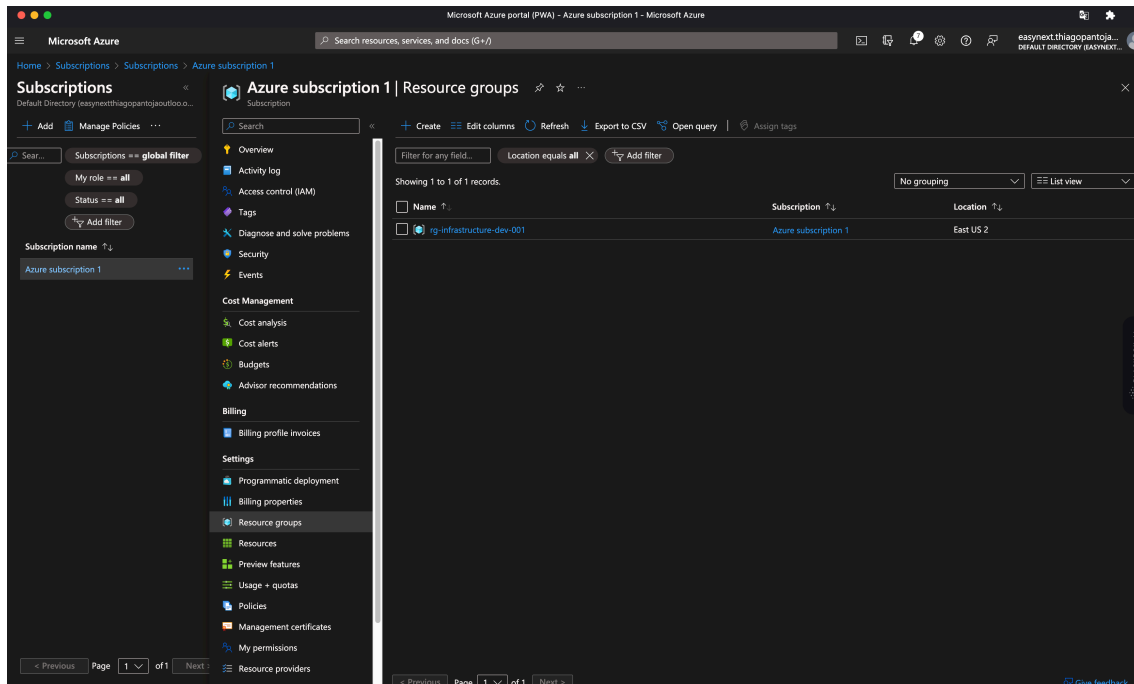 Microsoft Azure portal (PWA) - Azure subscription 1 - Microsoft Azure
Microsoft Azure
Search resources, services, and docs (G+/)
7
easynext.thiagopantoja...
DEFAULT DIRECTORY (EASYNEXT...
Home > Subscriptions > Subscriptions > Azure subscription 1
Subscriptions
Default Directory (easynextthiagopantojaoutloo.o...
Add
Manage Policies
Sear...
Subscriptions == global filter
My role == all
Status == all
Add filter
Subscription name
Azure subscription 1
< Previous
Page
1
of 1
Next
Azure subscription 1 | Resource groups
Subscription
Search
Overview
Activity log
Access control (IAM)
Tags
Diagnose and solve problems
Security
Events
Cost Management
Cost analysis
Cost alerts
Budgets
Advisor recommendations
Billing
Billing profile invoices
Settings
Programmatic deployment
Billing properties
Resource groups
Resources
Preview features
Usage + quotas
Policies
Management certificates
My permissions
Resource providers
Create
Edit columns
Refresh
Export to CSV
Open query
Assign tags
Filter for any field...
Location equals all
Add filter
Showing 1 to 1 of 1 records.
No grouping
List view
Name
Subscription
Location
rg-infrastructure-dev-001
Azure subscription 1
East US 2
< Previous
Page
1
of 1
Next >
Give feedback